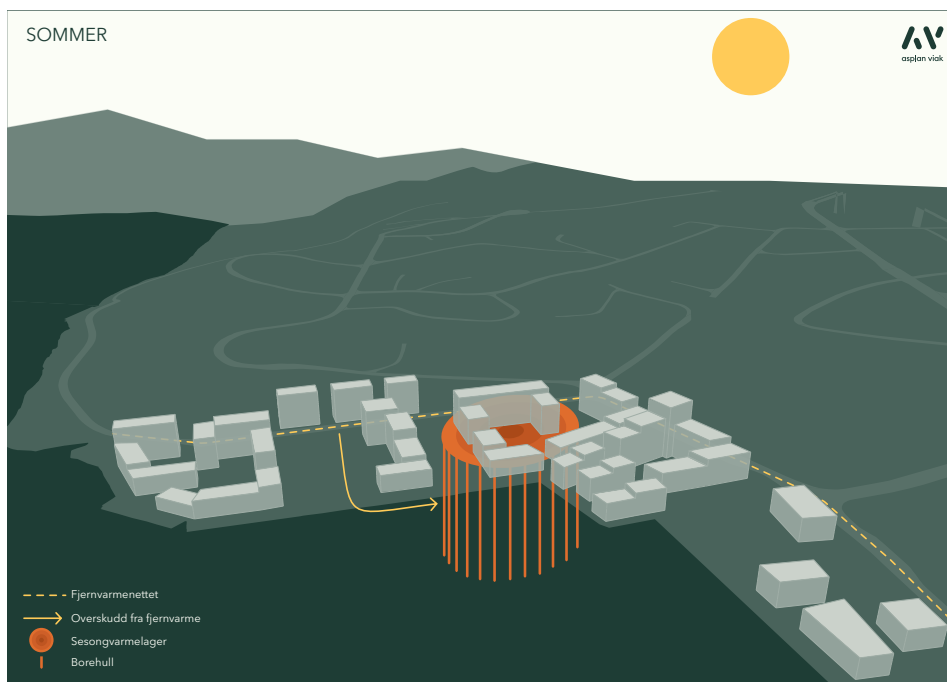 SOMMER
asplan viak
Fjernvarmenettet
Overskudd fra fjernvarme
Sesongvarmelager
Borehull